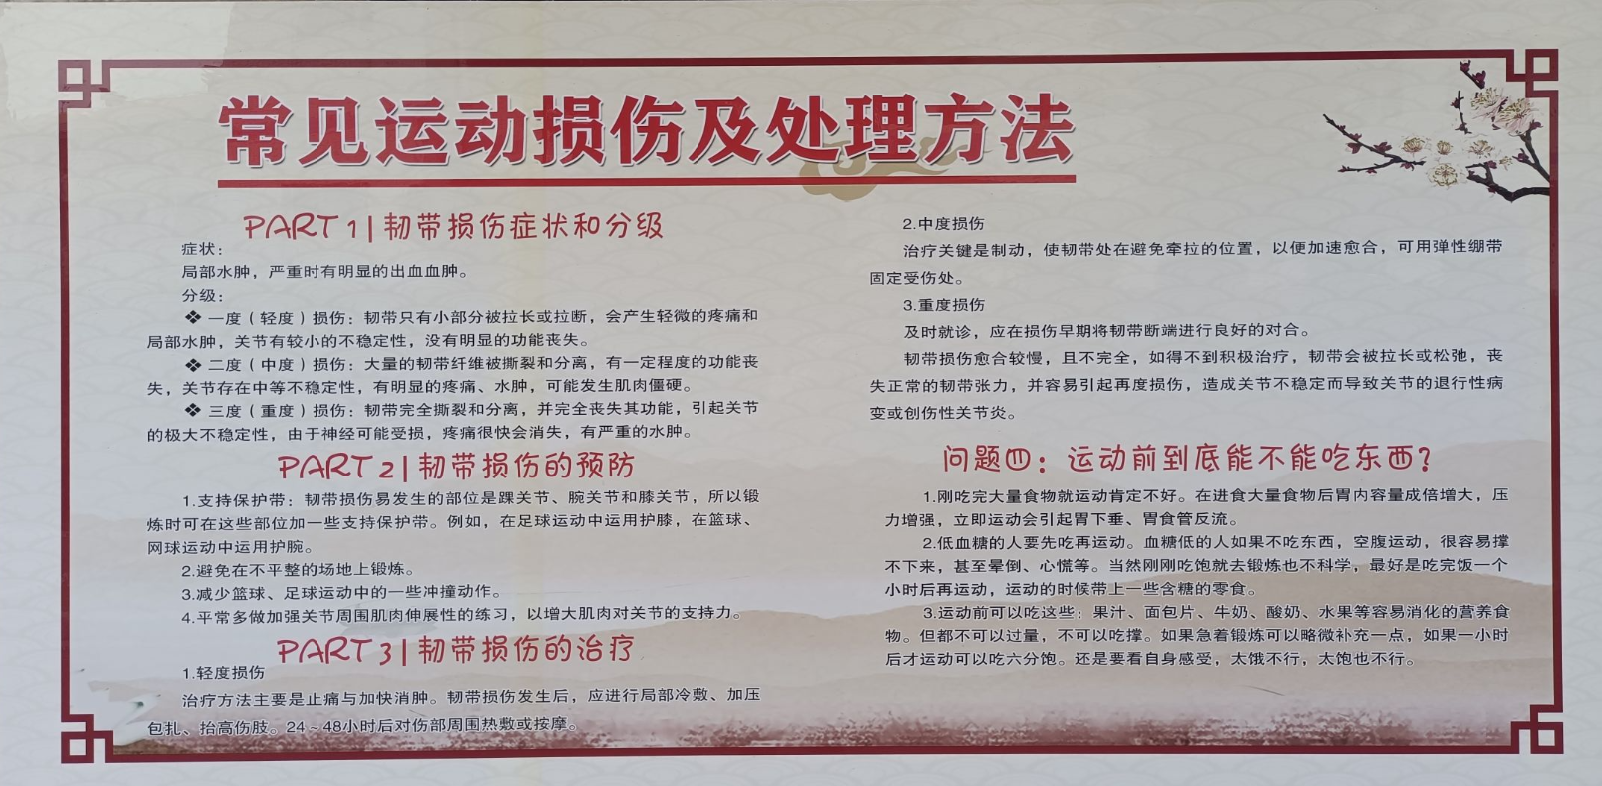 常见运动损伤及处理方法
PART 1| 韧带损伤症状和分级
症状：
局部水肿，严重时有明显的出血血肿。
分级：
❖ 一度（轻度）损伤：韧带只有小部分被拉长或拉断，会产生轻微的疼痛和
局部水肿，关节有较小的不稳定性，没有明显的功能丧失。
❖ 二度（中度）损伤：大量的韧带纤维被撕裂和分离，有一定程度的功能丧
失，关节存在中等不稳定性，有明显的疼痛、水肿，可能发生肌肉僵硬。
❖ 三度（重度）损伤：韧带完全撕裂和分离，并完全丧失其功能，引起关节
的极大不稳定性，由于神经可能受损，疼痛很快会消失，有严重的水肿。
PART 2| 韧带损伤的预防
1.支持保护带：韧带损伤易发生的部位是踝关节、腕关节和膝关节，所以锻
炼时可在这些部位加一些支持保护带。例如，在足球运动中运用护膝，在篮球、
网球运动中运用护腕。
2.避免在不平整的场地上锻炼。
3.减少篮球、足球运动中的一些冲撞动作。
4.平常多做加强关节周围肌肉伸展性的练习，以增大肌肉对关节的支持力。
PART 3| 韧带损伤的治疗
1.轻度损伤
治疗方法主要是止痛与加快消肿。韧带损伤发生后，应进行局部冷敷、加压
包扎、抬高伤肢。24~48小时后对伤部周围热敷或按摩。
2.中度损伤
治疗关键是制动，使韧带处在避免牵拉的位置，以便加速愈合，可用弹性绷带
固定受伤处。
3.重度损伤
及时就诊，应在损伤早期将韧带断端进行良好的对合。
韧带损伤愈合较慢，且不完全，如得不到积极治疗，韧带会被拉长或松弛，丧
失正常的韧带张力，并容易引起再度损伤，造成关节不稳定而导致关节的退行性病
变或创伤性关节炎。
问题四：运动前到底能不能吃东西？
1.刚吃完大量食物就运动肯定不好。在进食大量食物后胃内容量成倍增大，压
力增强，立即运动会引起胃下垂、胃食管反流。
2.低血糖的人要先吃再运动。血糖低的人如果不吃东西，空腹运动，很容易撑
不下来，甚至晕倒、心慌等。当然刚刚吃饱就去锻炼也不科学，最好是吃完饭一个
小时后再运动，运动的时候带上一些含糖的零食。
3.运动前可以吃这些：果汁、面包片、牛奶、酸奶、水果等容易消化的营养食
物。但都不可以过量，不可以吃撑。如果急着锻炼可以略微补充一点，如果一小时
后才运动可以吃六分饱。还是要看自身感受，太饿不行，太饱也不行。